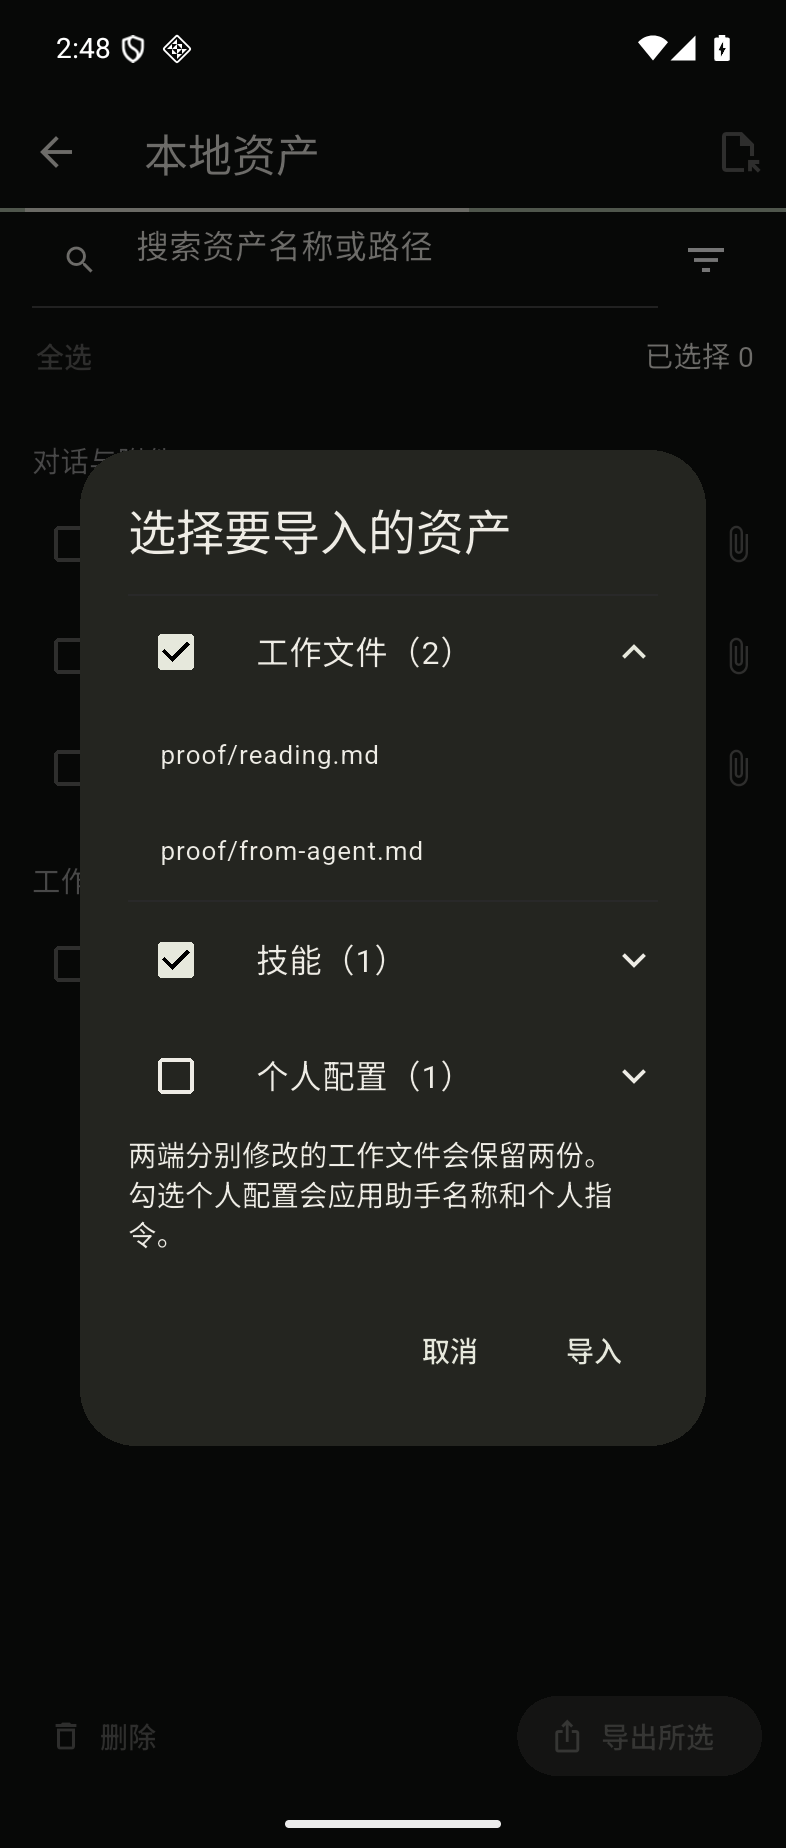 2:48
本地资产
搜索资产名称或路径
全选
已选择 0
选择要导入的资产
工作文件（2）
proof/reading.md
proof/from-agent.md
技能（1）
个人配置（1）
两端分别修改的工作文件会保留两份。
勾选个人配置会应用助手名称和个人指
令。
取消
导入
删除
导出所选